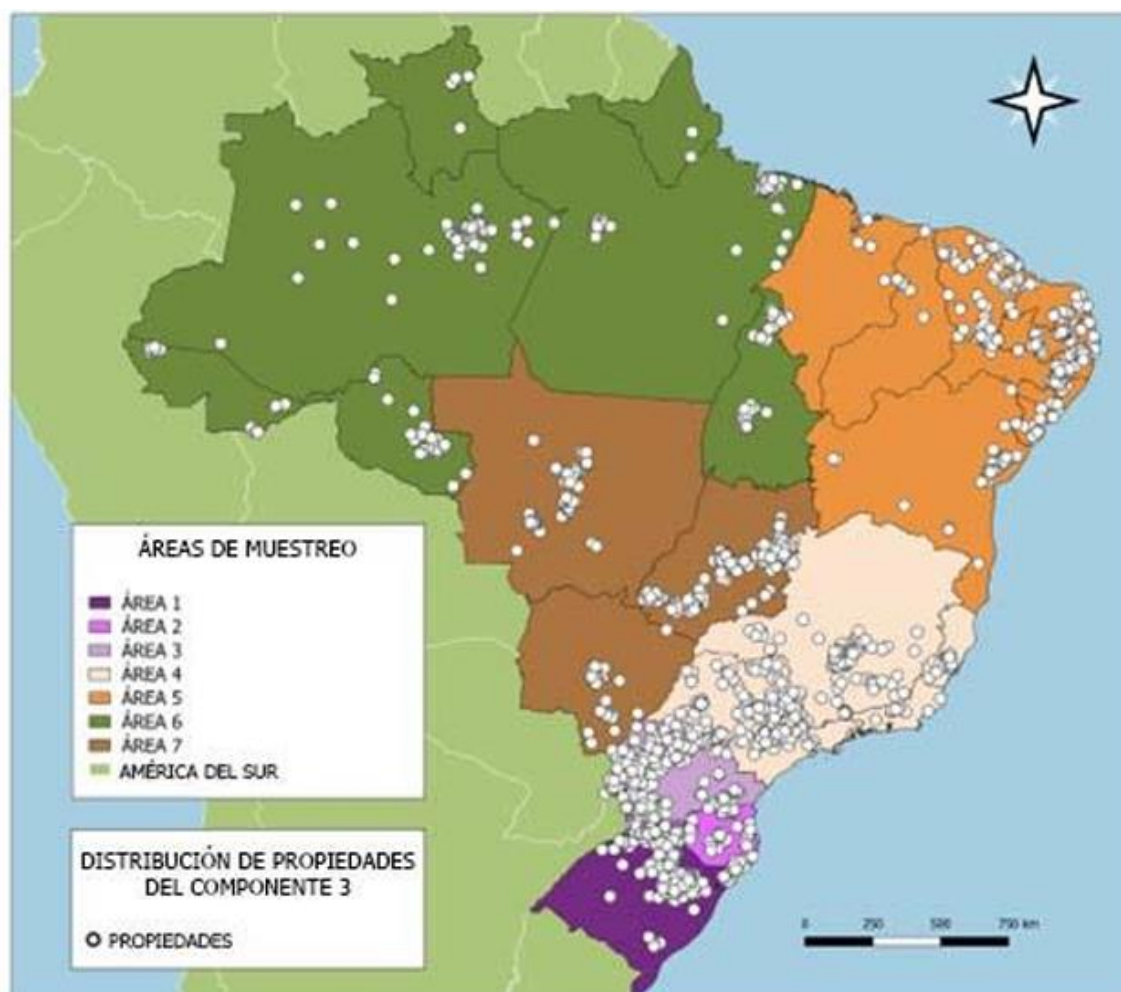 ÁREAS DE MUESTREO
ÁREA 1
ÁREA 2
ÁREA 3
ÁREA 4
ÁREA 5
ÁREA 6
ÁREA 7
AMÉRICA DEL SUR
DISTRIBUCIÓN DE PROPIEDADES
DEL COMPONENTE 3
PROPIEDADES
0 250 500 750 km